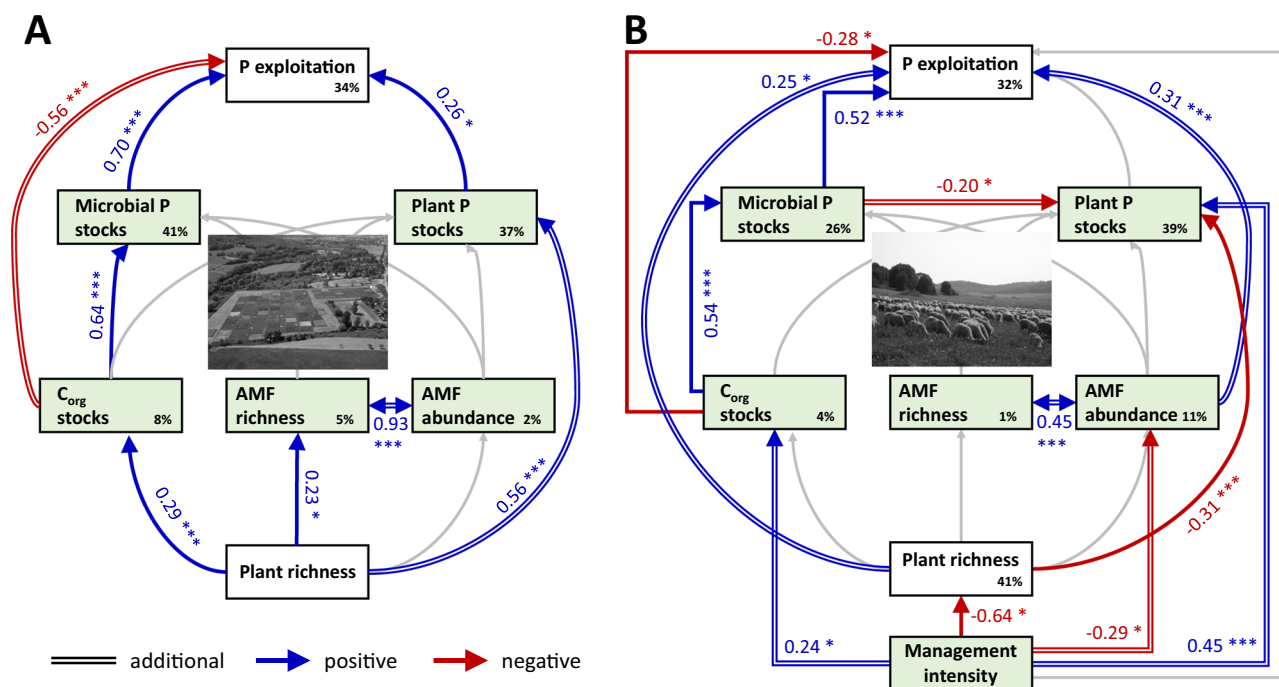 A
P exploitation
34%
-0.56 ***
0.70 ***
0.26 *
Microbial P
stocks 41%
Plant P
stocks 37%
0.64 ***
Corg
stocks 8%
AMF
richness 5%
AMF
abundance 2%
0.93
***
0.29 ***
0.23 *
0.56 ***
Plant richness
additional
positive
negative
B
-0.28 *
P exploitation
32%
0.25 *
0.31 ***
0.52 ***
Microbial P
stocks 26%
-0.20 *
Plant P
stocks 39%
0.54 ***
Corg
stocks 4%
AMF
richness 1%
AMF
abundance 11%
0.45
***
-0.31 ***
Plant richness
41%
-0.64 *
0.24 *
-0.29 *
0.45 ***
Management
intensity